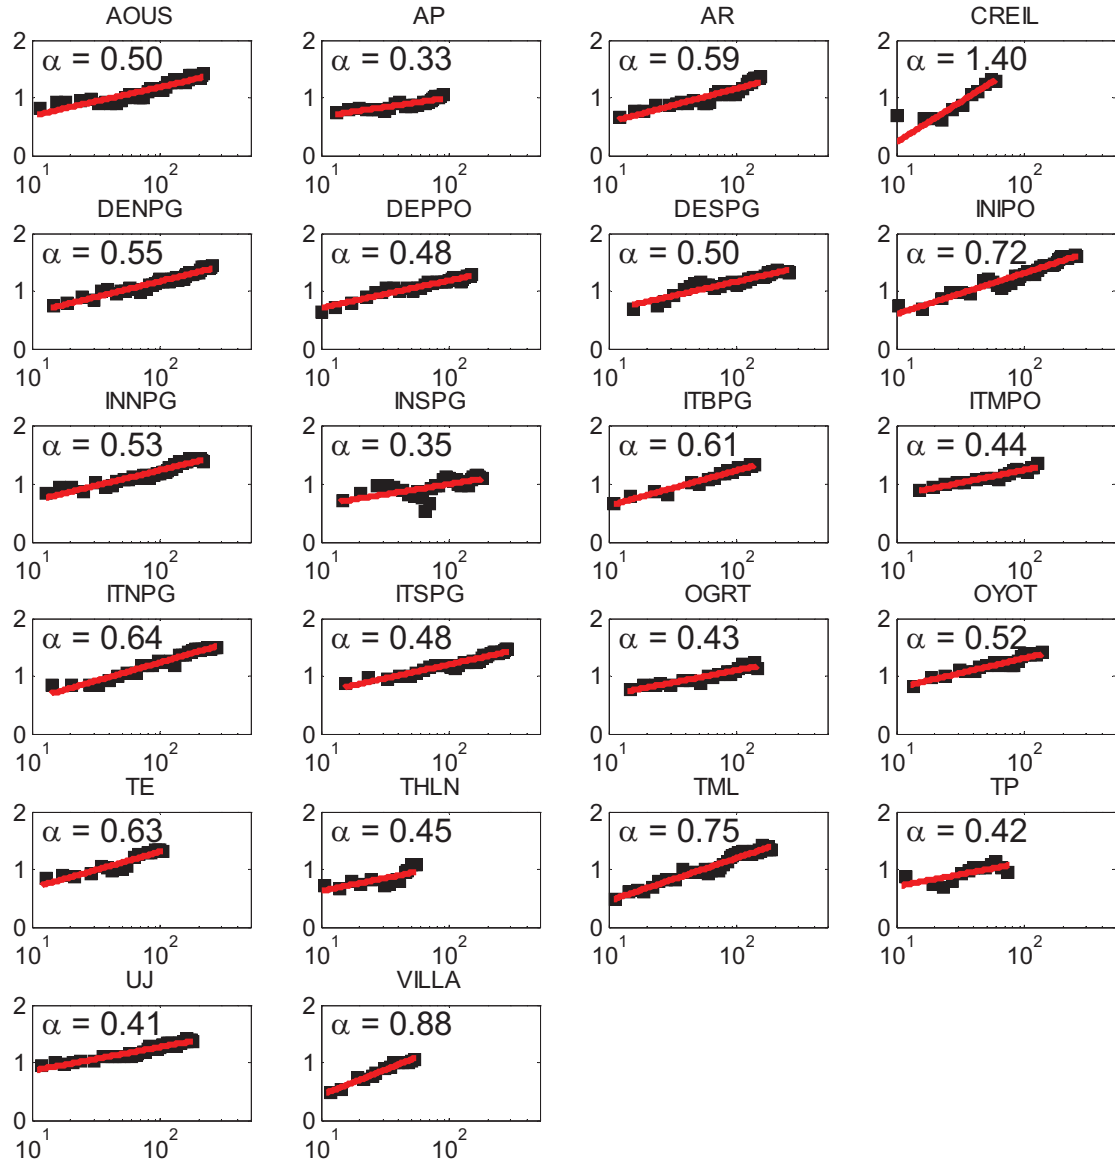 AOUS AP AR CREIL
2 α = 0.50 2 α = 0.33 2 α = 0.59 2 α = 1.40
1 1 1 1
0 0 0 0
10^1 10^2 10^1 10^2 10^1 10^2 10^1 10^2
DENPG DEPPO DESPG INIPO
2 α = 0.55 2 α = 0.48 2 α = 0.50 2 α = 0.72
1 1 1 1
0 0 0 0
10^1 10^2 10^1 10^2 10^1 10^2 10^1 10^2
INNPG INSPG ITBPG ITMPO
2 α = 0.53 2 α = 0.35 2 α = 0.61 2 α = 0.44
1 1 1 1
0 0 0 0
10^1 10^2 10^1 10^2 10^1 10^2 10^1 10^2
ITNPG ITSPG OGRT OYOT
2 α = 0.64 2 α = 0.48 2 α = 0.43 2 α = 0.52
1 1 1 1
0 0 0 0
10^1 10^2 10^1 10^2 10^1 10^2 10^1 10^2
TE THLN TML TP
2 α = 0.63 2 α = 0.45 2 α = 0.75 2 α = 0.42
1 1 1 1
0 0 0 0
10^1 10^2 10^1 10^2 10^1 10^2 10^1 10^2
UJ VILLA
2 α = 0.41 2 α = 0.88
1 1
0 0
10^1 10^2 10^1 10^2